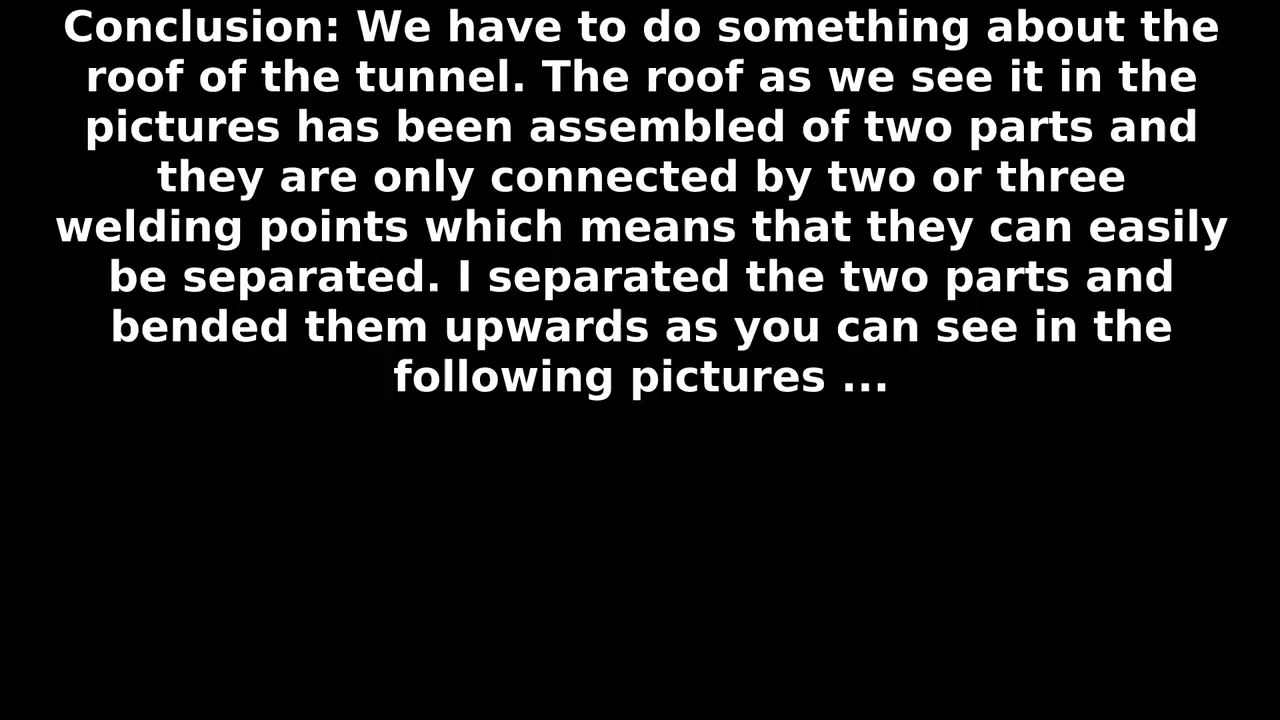 Conclusion: We have to do something about the
roof of the tunnel. The roof as we see it in the
pictures has been assembled of two parts and
they are only connected by two or three
welding points which means that they can easily
be separated. I separated the two parts and
bended them upwards as you can see in the
following pictures ...